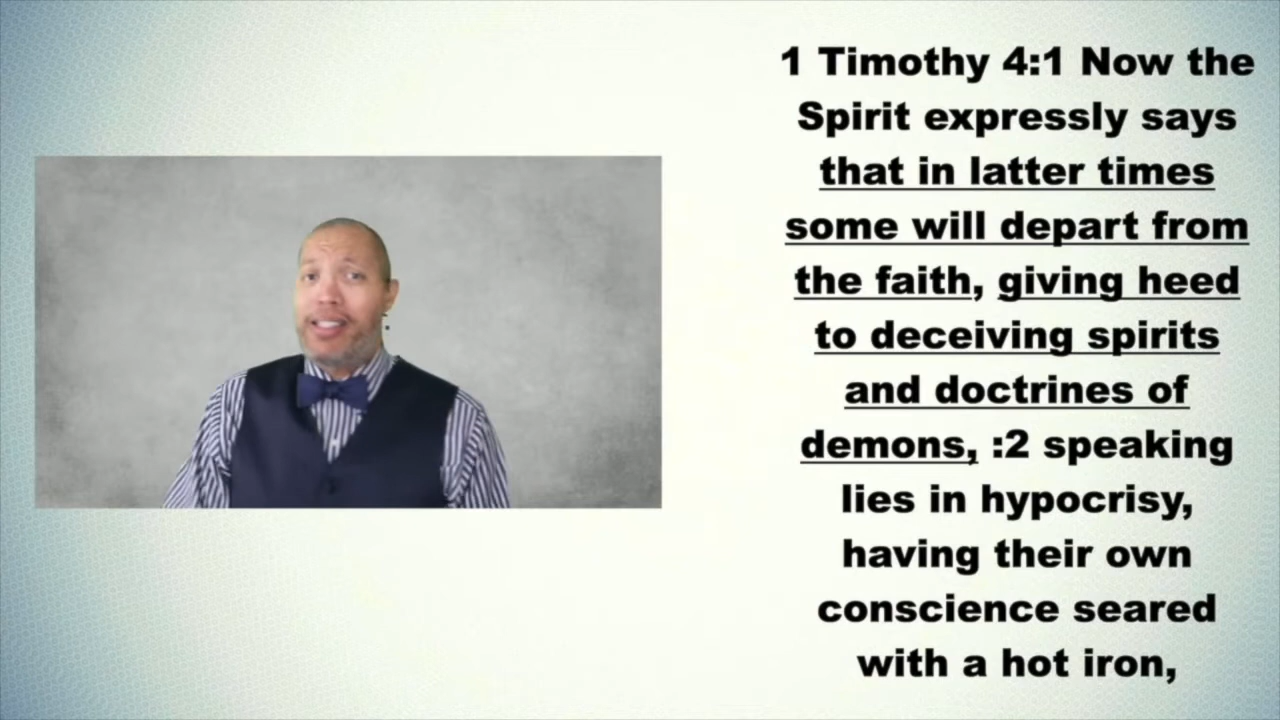 1 Timothy 4:1 Now the
Spirit expressly says
that in latter times
some will depart from
the faith, giving heed
to deceiving spirits
and doctrines of
demons, :2 speaking
lies in hypocrisy,
having their own
conscience seared
with a hot iron,